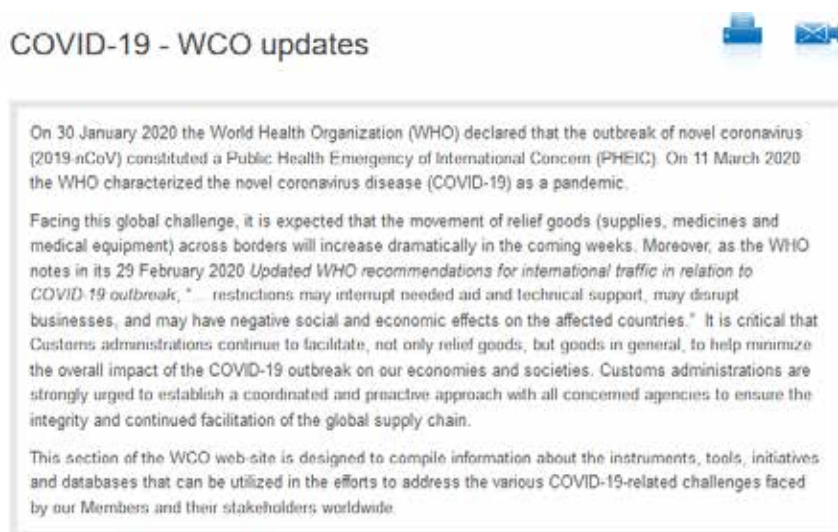 COVID-19 - WCO updates
On 30 January 2020 the World Health Organization (WHO) declared that the outbreak of novel coronavirus
(2019-nCoV) constituted a Public Health Emergency of International Concern (PHEIC). On 11 March 2020
the WHO characterized the novel coronavirus disease (COVID-19) as a pandemic.
Facing this global challenge, it is expected that the movement of relief goods (supplies, medicines and
medical equipment) across borders will increase dramatically in the coming weeks. Moreover, as the WHO
notes in its 29 February 2020 Updated WHO recommendations for international traffic in relation to
COVID-19 outbreak, "... restrictions may interrupt needed aid and technical support, may disrupt
businesses, and may have negative social and economic effects on the affected countries." It is critical that
Customs administrations continue to facilitate, not only relief goods, but goods in general, to help minimize
the overall impact of the COVID-19 outbreak on our economies and societies. Customs administrations are
strongly urged to establish a coordinated and proactive approach with all concerned agencies to ensure the
integrity and continued facilitation of the global supply chain.
This section of the WCO web-site is designed to compile information about the instruments, tools, initiatives
and databases that can be utilized in the efforts to address the various COVID-19-related challenges faced
by our Members and their stakeholders worldwide.